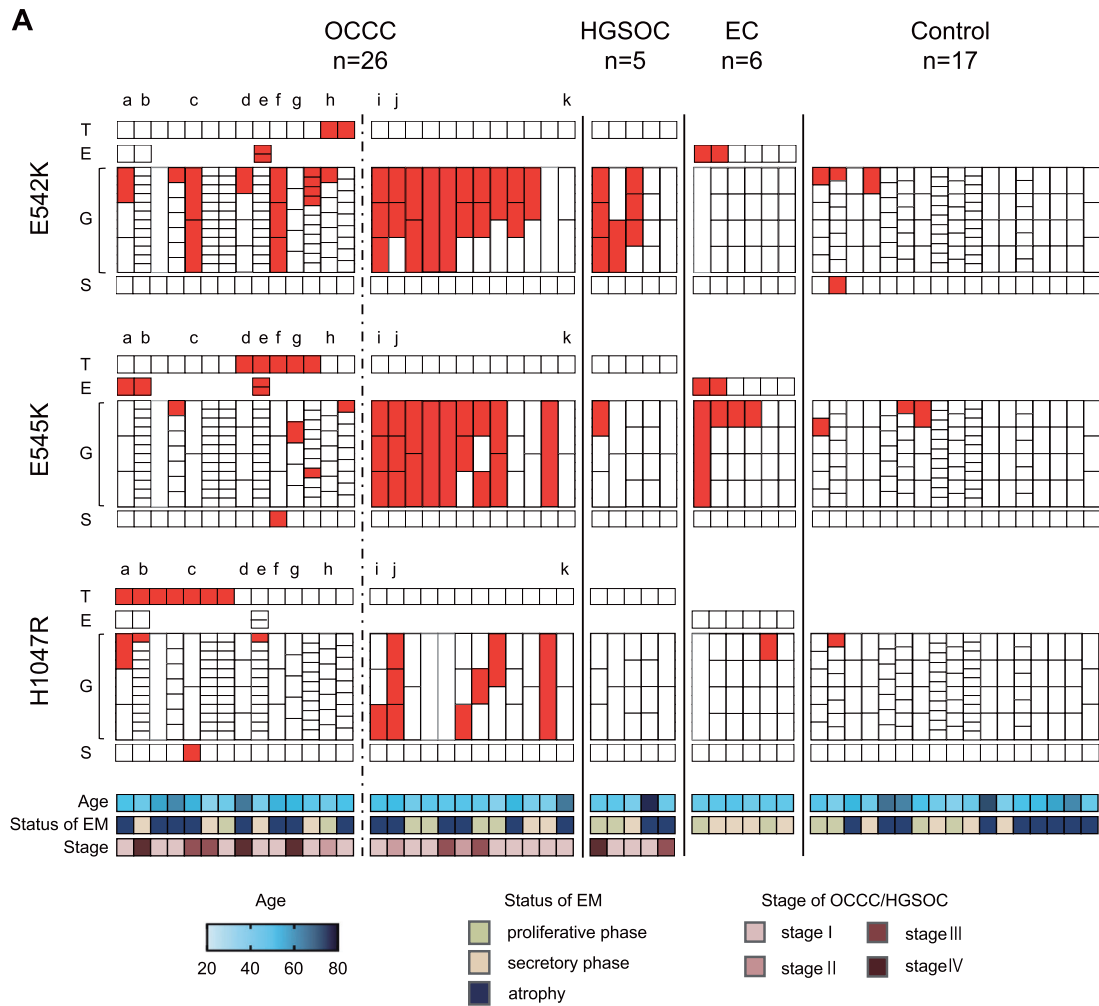 A
OCCC HGSOC EC Control
n=26 n=5 n=6 n=17
a b c d e f g h i j k
T
E
E542K G
S
a b c d e f g h i j k
T
E
E545K G
S
a b c d e f g h i j k
T
E
H1047R G
S
Age
Status of EM
Stage
Age Status of EM Stage of OCCC/HGSOC
20 40 60 80
proliferative phase stage I stage III
secretory phase stage II stage IV
atrophy